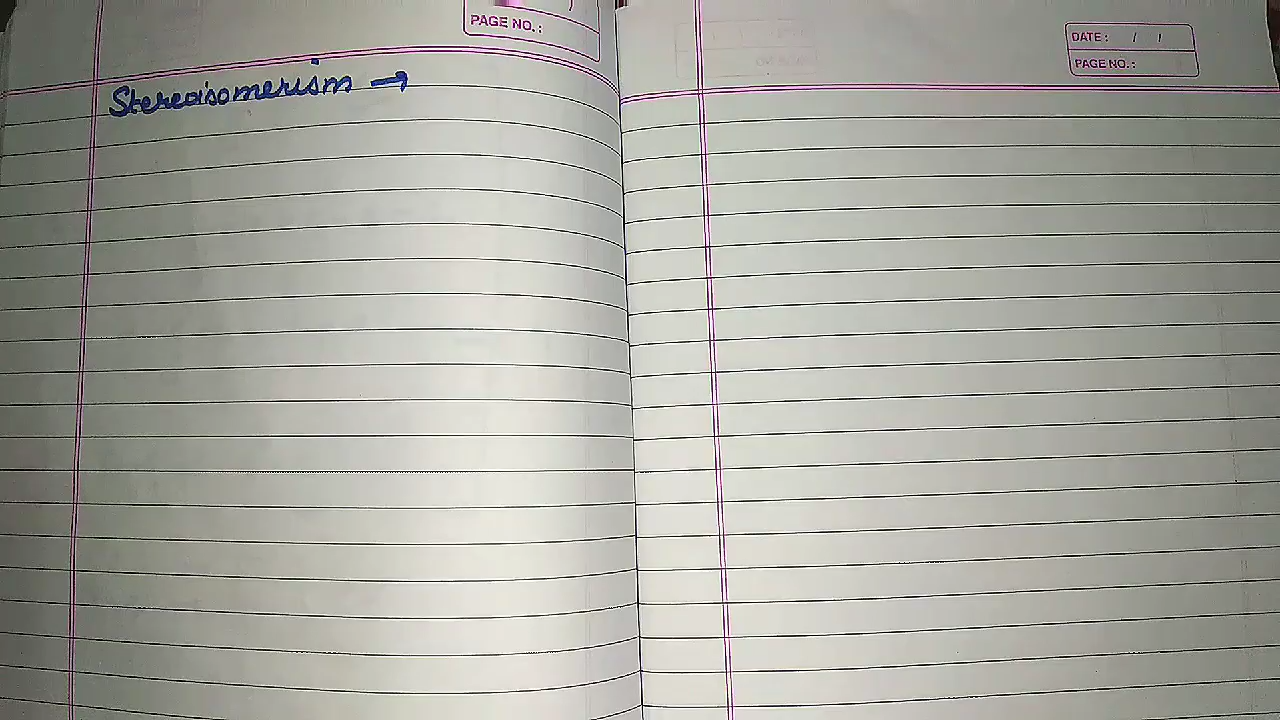 PAGE NO. :
Stereoisomerism →
DATE : / /
PAGE NO. :